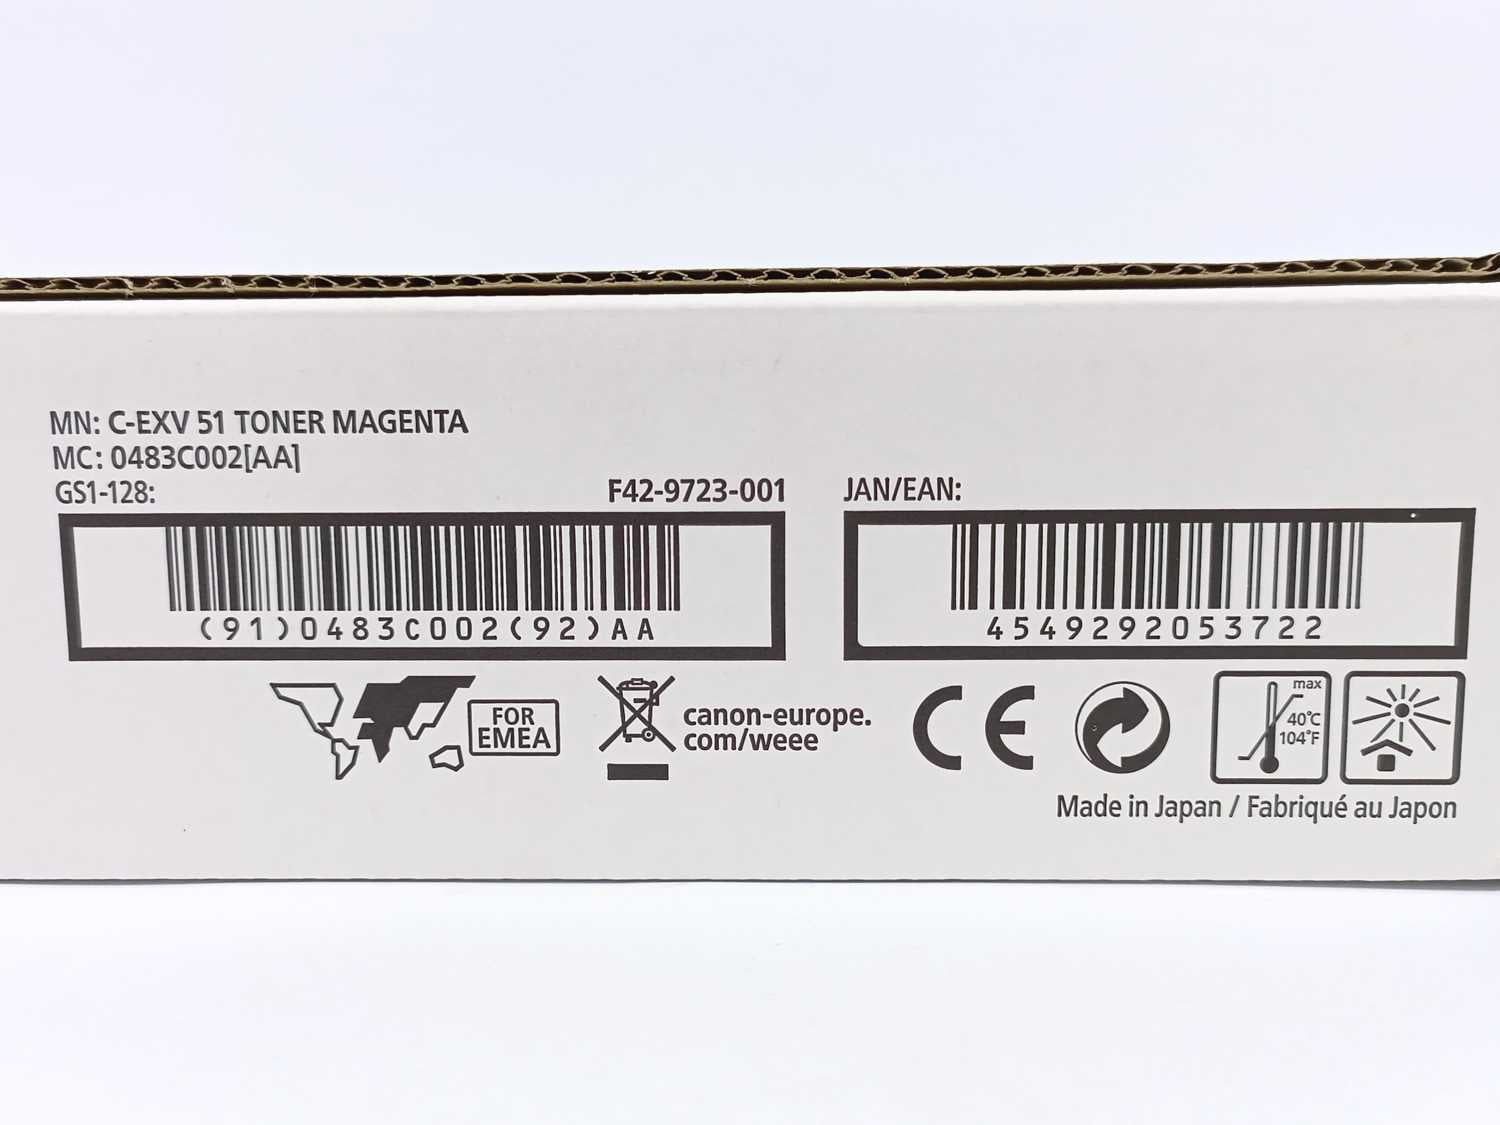 MN: C-EXV 51 TONER MAGENTA
MC: 0483C002[AA]
GS1-128:
F42-9723-001
(91)0483C002(92)AA
JAN/EAN:
4549292053722
FOR
EMEA
canon-europe.
com/weee
CE
max
40°C
104°F
Made in Japan / Fabriqué au Japon